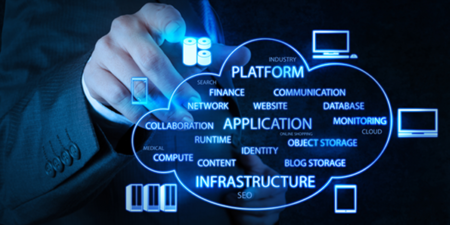 INDUSTRY
PLATFORM
SEARCH
FINANCE COMMUNICATION
NETWORK WEBSITE DATABASE
COLLABORATION APPLICATION MONITORING
ONLINE SHOPPING CLOUD
RUNTIME OBJECT STORAGE
MEDICAL IDENTITY
COMPUTE CONTENT BLOG STORAGE
INFRASTRUCTURE
SEO